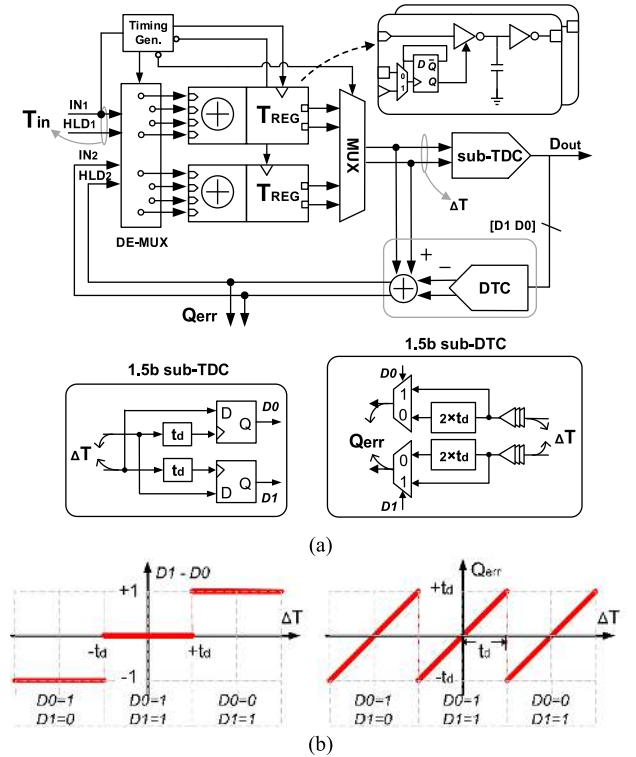 Timing
Gen.
Tin
IN1
HLD1
IN2
HLD2
DE-MUX
TREG
TREG
MUX
D Q
Q
0
1
sub-TDC
Dout
ΔT
[D1 D0]
+
−
DTC
Qerr
1.5b sub-TDC
ΔT
td
td
D
Q
D0
D
Q
D1
1.5b sub-DTC
D0
1
0
2×td
Qerr
ΔT
0
1
2×td
D1
(a)
D1 - D0
+1
ΔT
-td
+td
-1
D0=1 D0=1 D0=0
D1=0 D1=1 D1=1
Qerr
+td
ΔT
td
-td
D0=1 D0=1 D0=0
D1=0 D1=1 D1=1
(b)